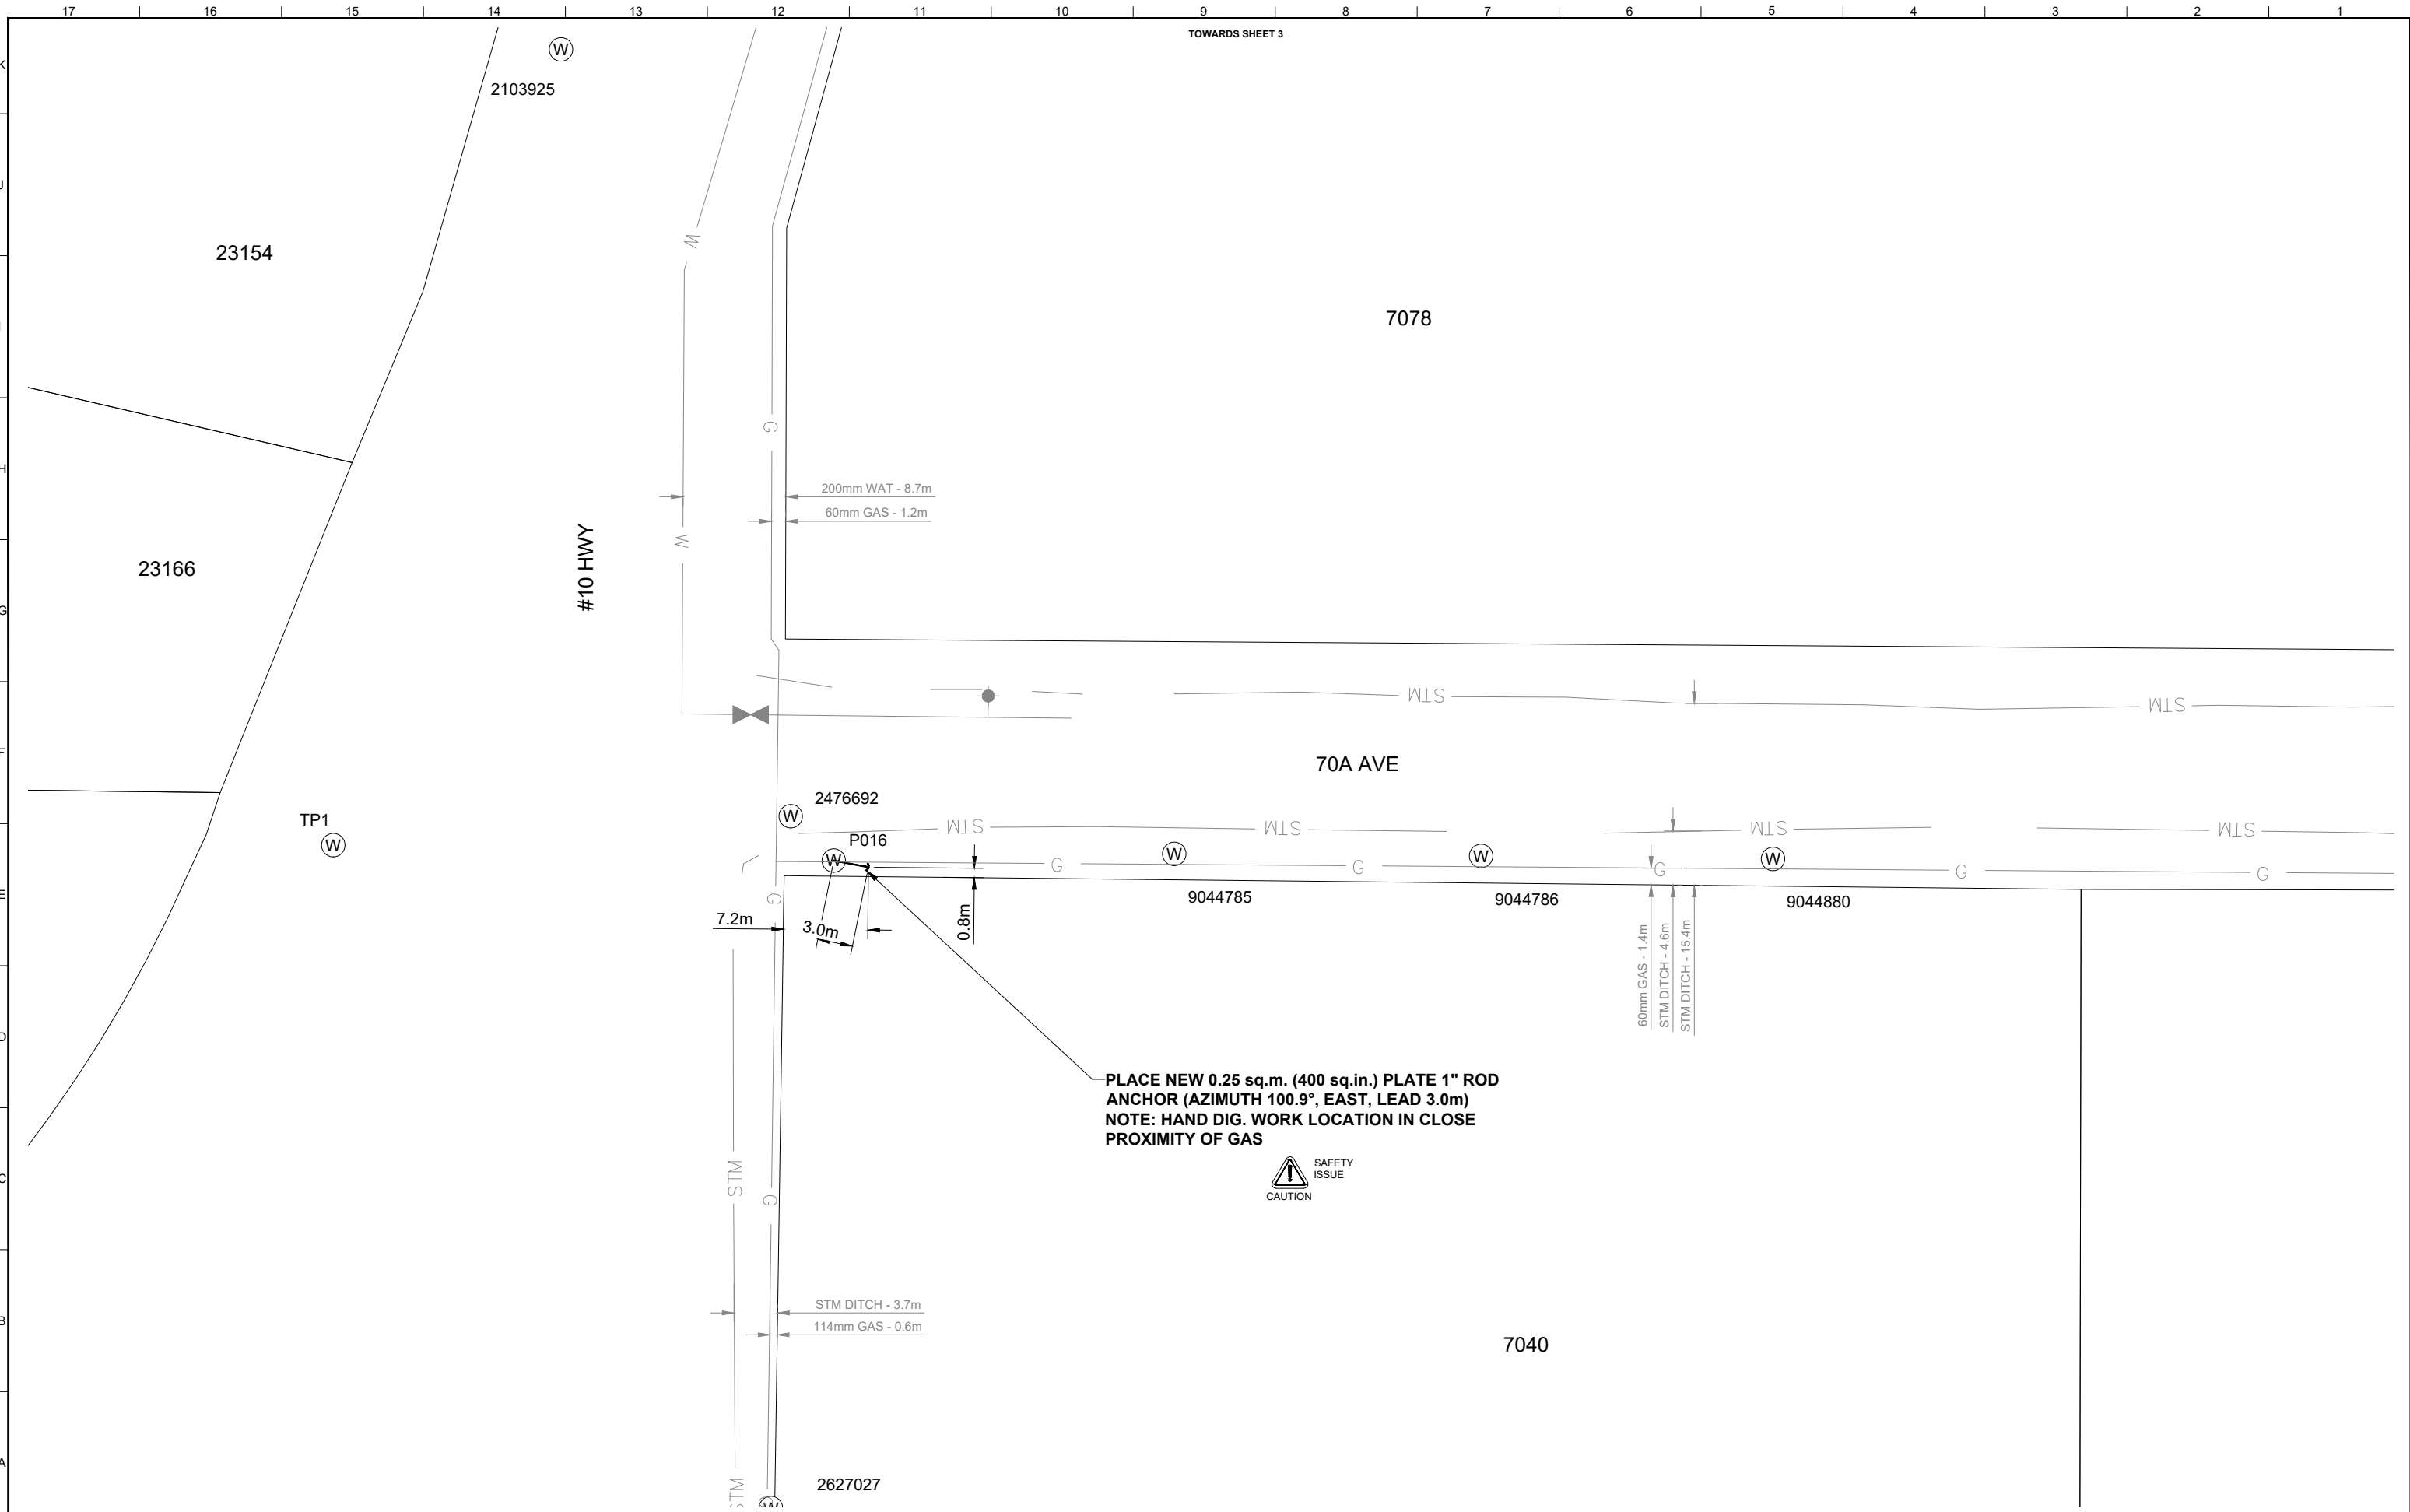 17 16 15 14 13 12 11 10 9 8 7 6 5 4 3 2 1
TOWARDS SHEET 3
K
W
2103925
J
W
23154
7078
H
G
200mm WAT - 8.7m
60mm GAS - 1.2m
W
23166
#10 HWY
G
STM
STM
F
70A AVE
2476692
W
TP1
W
STM
STM
STM
STM
P016
W
W
W
W
G
G
G
G
G
E
G
9044785
9044786
9044880
7.2m
3.0m
0.8m
60mm GAS - 1.4m
STM DITCH - 4.6m
STM DITCH - 15.4m
D
PLACE NEW 0.25 sq.m. (400 sq.in.) PLATE 1" ROD
ANCHOR (AZIMUTH 100.9°, EAST, LEAD 3.0m)
NOTE: HAND DIG. WORK LOCATION IN CLOSE
PROXIMITY OF GAS
C
STM
G
SAFETY
ISSUE
CAUTION
STM DITCH - 3.7m
114mm GAS - 0.6m
B
7040
A
2627027
STM
W